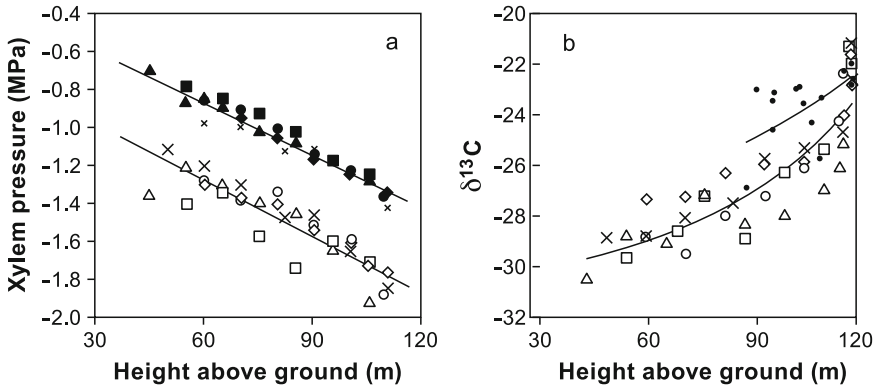 a
Xylem pressure (MPa)
−0.4
−0.6
−0.8
−1.0
−1.2
−1.4
−1.6
−1.8
−2.0
30 60 90 120
Height above ground (m)
b
δ¹³C
−20
−22
−24
−26
−28
−30
−32
30 60 90 120
Height above ground (m)